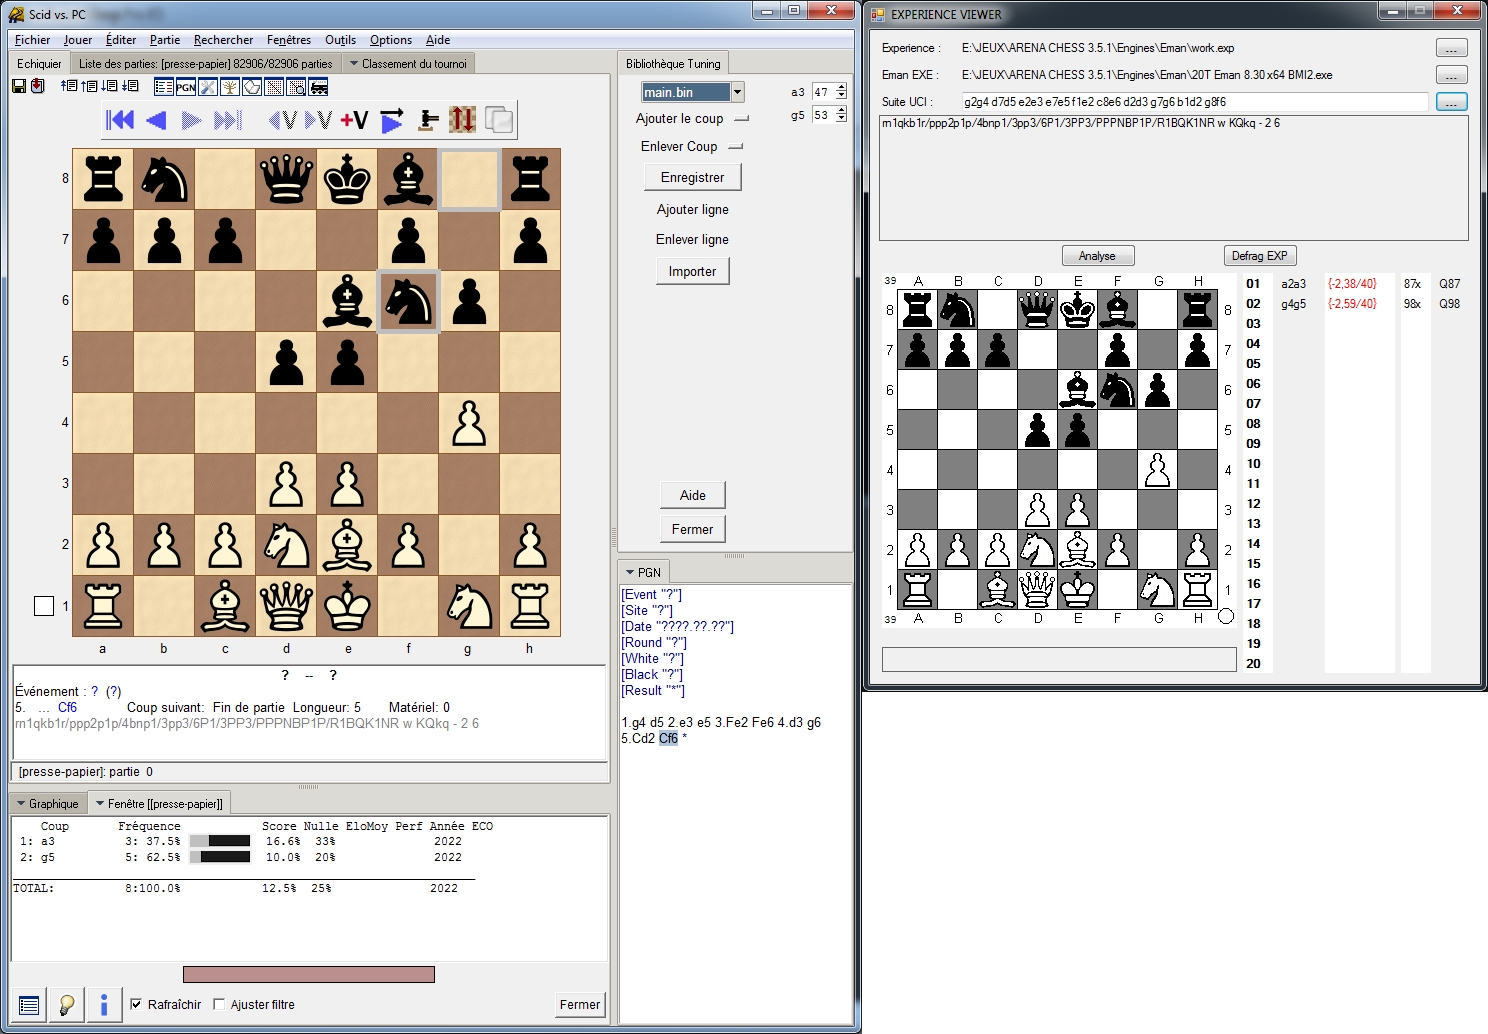 Scid vs. PC
Fichier Jouer Éditer Partie Rechercher Fenêtres Outils Options Aide
Echiquier Liste des parties: [presse-papier] 82906/82906 parties Classement du tournoi
PGN
+V
8
7
6
5
4
3
2
1
a b c d e f g h
? -- ?
Événement : ? (?)
5. ... Cf6 Coup suivant: Fin de partie Longueur: 5 Matériel: 0
rn1qkb1r/ppp2p1p/4bnp1/3pp3/6P1/3PP3/PPPNBP1P/R1BQK1NR w KQkq - 2 6
[presse-papier]: partie 0
Graphique Fenêtre [[presse-papier]]
Coup Fréquence Score Nulle EloMoy Perf Année ECO
1: a3 3: 37.5% 16.6% 33% 2022
2: g5 5: 62.5% 10.0% 20% 2022
TOTAL: 8:100.0% 12.5% 25% 2022
Rafraîchir Ajuster filtre Fermer
Bibliothèque Tuning
main.bin
Ajouter le coup
Enlever Coup
Enregistrer
Ajouter ligne
Enlever ligne
Importer
a3 47
g5 53
Aide
Fermer
PGN
[Event "?"]
[Site "?"]
[Date "????.??.??"]
[Round "?"]
[White "?"]
[Black "?"]
[Result "*"]
1.g4 d5 2.e3 e5 3.Fe2 Fe6 4.d3 g6
5.Cd2 Cf6 *
EXPERIENCE VIEWER
Experience : E:\JEUX\ARENA CHESS 3.5.1\Engines\Eman\work.exp ...
Eman EXE : E:\JEUX\ARENA CHESS 3.5.1\Engines\Eman\20T Eman 8.30 x64 BMI2.exe ...
Suite UCI : g2g4 d7d5 e2e3 e7e5 f1e2 c8e6 d2d3 g7g6 b1d2 g8f6 ...
rn1qkb1r/ppp2p1p/4bnp1/3pp3/6P1/3PP3/PPPNBP1P/R1BQK1NR w KQkq - 2 6
Analyse Defrag EXP
39 A B C D E F G H
8 8
7 7
6 6
5 5
4 4
3 3
2 2
1 1
39 A B C D E F G H
01 a2a3 {-2,38/40} 87x Q87
02 g4g5 {-2,59/40} 98x Q98
03
04
05
06
07
08
09
10
11
12
13
14
15
16
17
18
19
20